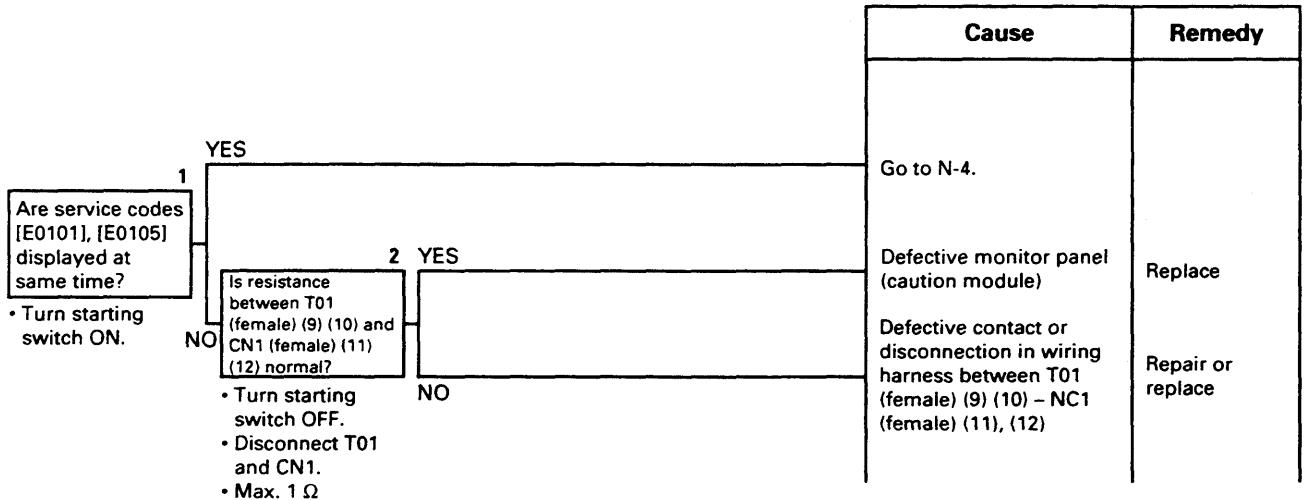 Cause
Remedy
YES
Go to N-4.
1
Are service codes
[E0101], [E0105]
displayed at
same time?
• Turn starting
switch ON.
NO
2
Is resistance
between T01
(female) (9) (10) and
CN1 (female) (11)
(12) normal?
• Turn starting
switch OFF.
• Disconnect T01
and CN1.
• Max. 1 Ω
YES
Defective monitor panel
(caution module)
Replace
NO
Defective contact or
disconnection in wiring
harness between T01
(female) (9) (10) – NC1
(female) (11), (12)
Repair or
replace